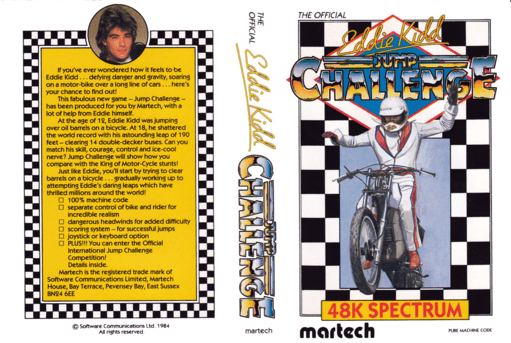 If you've ever wondered how it feels to be
Eddie Kidd . . . defying danger and gravity, soaring
on a motor-bike over a long line of cars . . . here's
your chance to find out!
This fabulous new game – Jump Challenge –
has been produced for you by Martech, with a
lot of help from Eddie himself.
At the age of 12, Eddie Kidd was jumping
over oil barrels on a bicycle. At 18, he shattered
the world record with his astounding leap of 190
feet – clearing 14 double-decker buses. Can you
match his skill, courage, control and ice-cool
nerve? Jump Challenge will show how you
compare with the King of Motor-Cycle stunts!
Just like Eddie, you'll start by trying to clear
barrels on a bicycle . . . gradually working up to
attempting Eddie's daring leaps which have
thrilled millions around the world!
☐ 100% machine code
☐ separate control of bike and rider for
incredible realism
☐ dangerous headwinds for added difficulty
☐ scoring system – for successful jumps
☐ joystick or keyboard option
☐ PLUS!!! You can enter the Official
International Jump Challenge
Competition!
Details inside.
Martech is the registered trade mark of
Software Communications Limited, Martech
House, Bay Terrace, Pevensey Bay, East Sussex
BN24 6EE
© Software Communications Ltd. 1984
All rights reserved.
THE
OFFICIAL
Eddie Kidd
JUMP
CHALLENGE
martech
THE OFFICIAL
Eddie Kidd
JUMP
CHALLENGE
48K SPECTRUM
martech
PURE MACHINE CODE